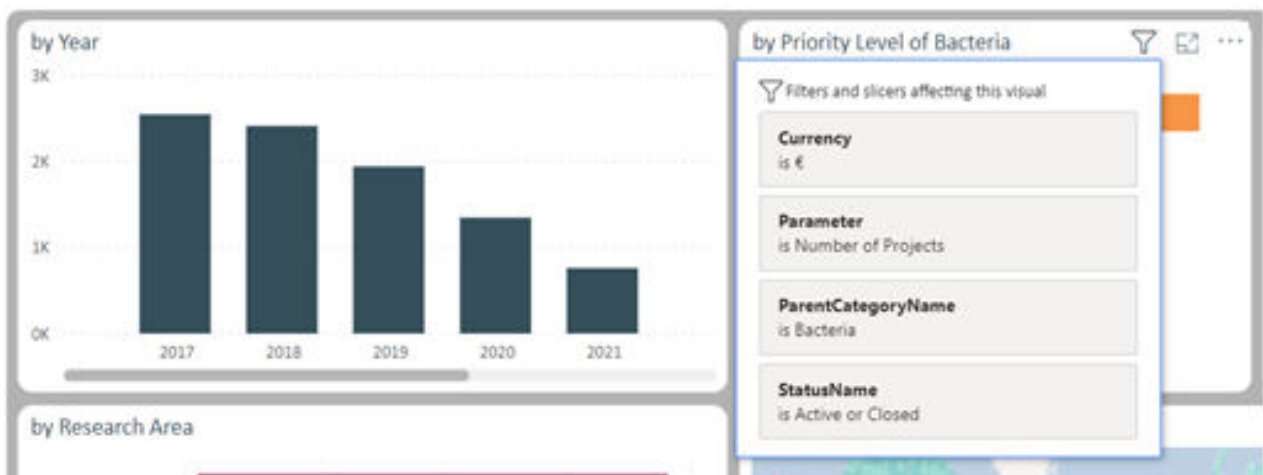 by Year
3K
2K
1K
0K
2017 2018 2019 2020 2021
by Research Area
by Priority Level of Bacteria
Filters and slicers affecting this visual
Currency
is €
Parameter
is Number of Projects
ParentCategoryName
is Bacteria
StatusName
is Active or Closed